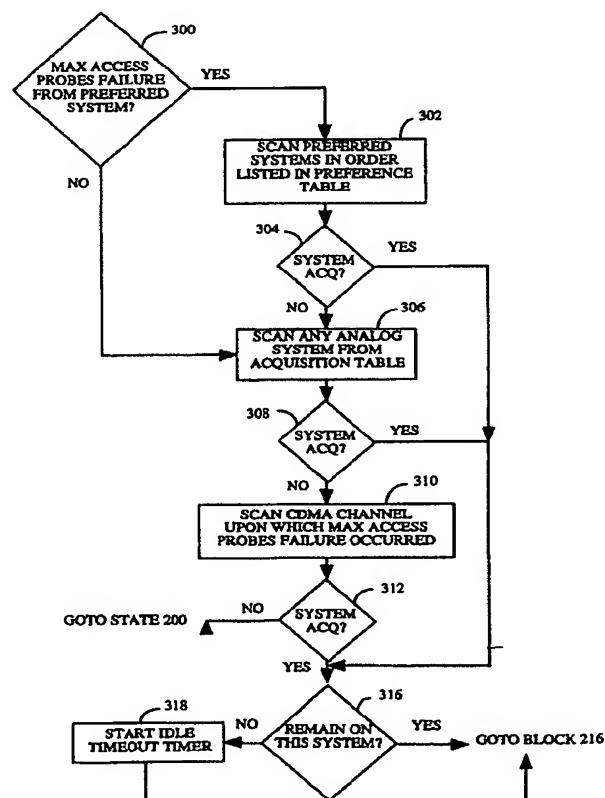 300
MAX ACCESS
PROBES FAILURE
FROM PREFERRED
SYSTEM?
YES
302
SCAN PREFERRED
SYSTEMS IN ORDER
LISTED IN PREFERENCE
TABLE
NO
304
SYSTEM
ACQ?
YES
NO
306
SCAN ANY ANALOG
SYSTEM FROM
ACQUISITION TABLE
308
SYSTEM
ACQ?
YES
NO
310
SCAN CDMA CHANNEL
UPON WHICH MAX ACCESS
PROBES FAILURE OCCURRED
312
GOTO STATE 200
NO
SYSTEM
ACQ?
YES
316
318
START IDLE
TIMEOUT TIMER
NO
REMAIN ON
THIS SYSTEM?
YES
GOTO BLOCK 216